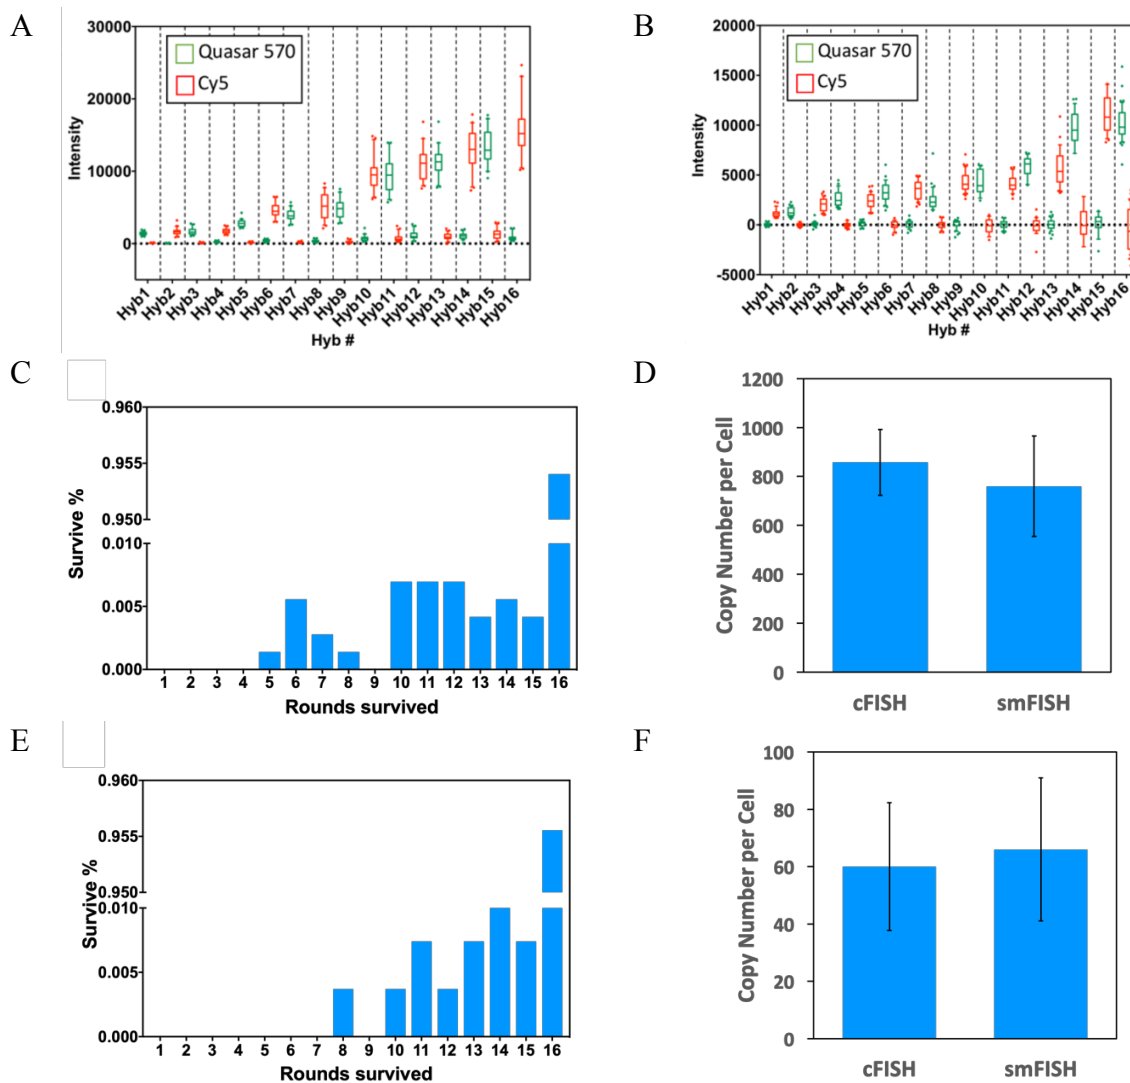 A
30000
20000
10000
0
Intensity
Quasar 570
Cy5
Hyb1
Hyb2
Hyb3
Hyb4
Hyb5
Hyb6
Hyb7
Hyb8
Hyb9
Hyb10
Hyb11
Hyb12
Hyb13
Hyb14
Hyb15
Hyb16
Hyb #
B
20000
15000
10000
5000
0
-5000
Intensity
Quasar 570
Cy5
Hyb1
Hyb2
Hyb3
Hyb4
Hyb5
Hyb6
Hyb7
Hyb8
Hyb9
Hyb10
Hyb11
Hyb12
Hyb13
Hyb14
Hyb15
Hyb16
Hyb #
C
0.960
0.955
0.950
0.010
0.005
0.000
Survive %
1 2 3 4 5 6 7 8 9 10 11 12 13 14 15 16
Rounds survived
D
1200
1000
800
600
400
200
0
Copy Number per Cell
cFISH smFISH
E
0.960
0.955
0.950
0.010
0.005
0.000
Survive %
1 2 3 4 5 6 7 8 9 10 11 12 13 14 15 16
Rounds survived
F
100
80
60
40
20
0
Copy Number per Cell
cFISH smFISH